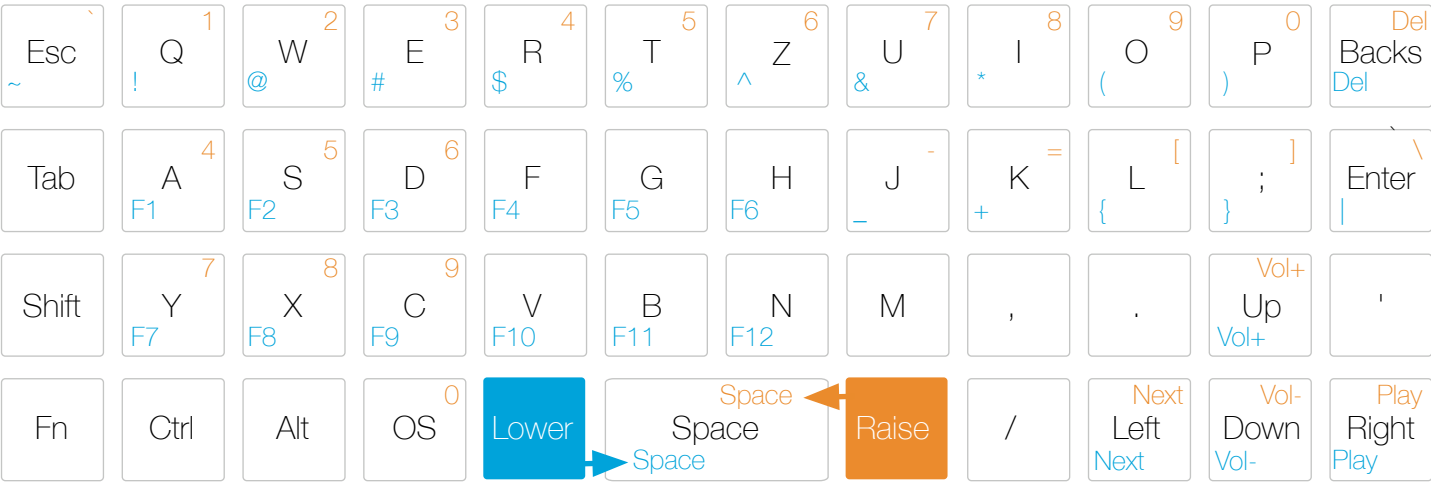 ` 1 2 3 4 5 6 7 8 9 0 Del
Esc Q W E R T Z U I O P Backs
~ ! @ # $ % ^ & * ( ) Del
4 5 6 - = [ ] ` \
Tab A S D F G H J K L ; Enter
F1 F2 F3 F4 F5 F6 _ + { } |
7 8 9 Vol+
Shift Y X C V B N M , . Up '
F7 F8 F9 F10 F11 F12 Vol+
0 Space Next Vol- Play
Fn Ctrl Alt OS Lower Space Raise / Left Down Right
Space Next Vol- Play